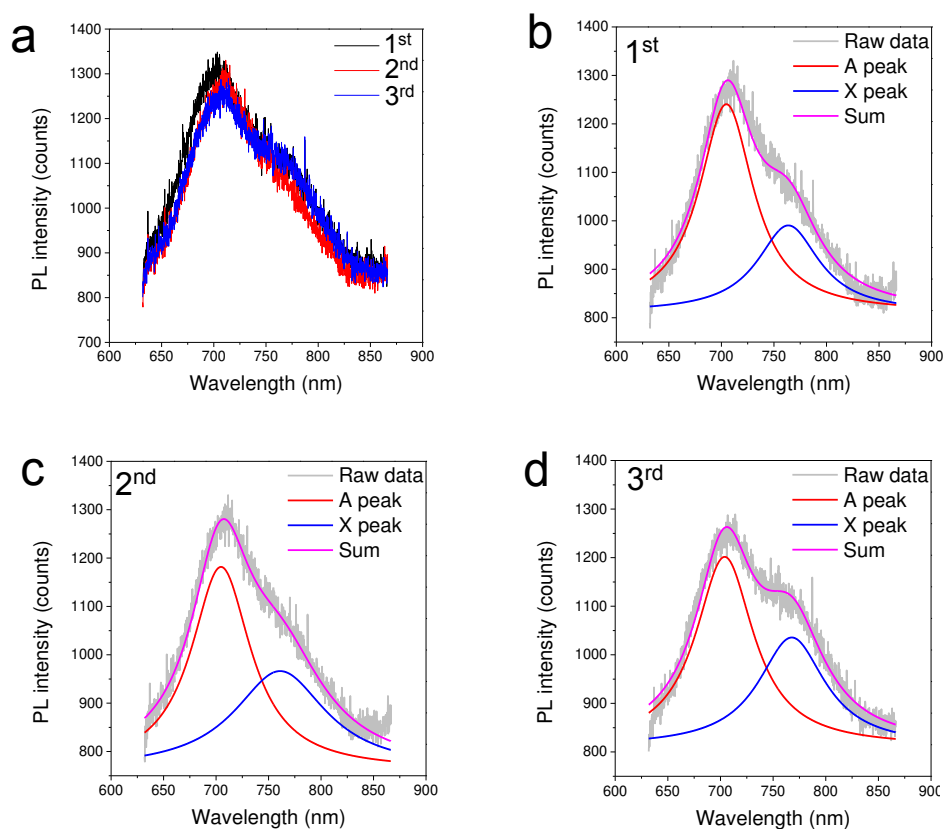 a
1st
2nd
3rd
1400
1300
1200
1100
1000
900
800
700
600 650 700 750 800 850 900
PL intensity (counts)
Wavelength (nm)
b
1st
Raw data
A peak
X peak
Sum
1400
1300
1200
1100
1000
900
800
600 650 700 750 800 850 900
PL intensity (counts)
Wavelength (nm)
c
2nd
Raw data
A peak
X peak
Sum
1400
1300
1200
1100
1000
900
800
600 650 700 750 800 850 900
PL intensity (counts)
Wavelength (nm)
d
3rd
Raw data
A peak
X peak
Sum
1400
1300
1200
1100
1000
900
800
600 650 700 750 800 850 900
PL intensity (counts)
Wavelength (nm)